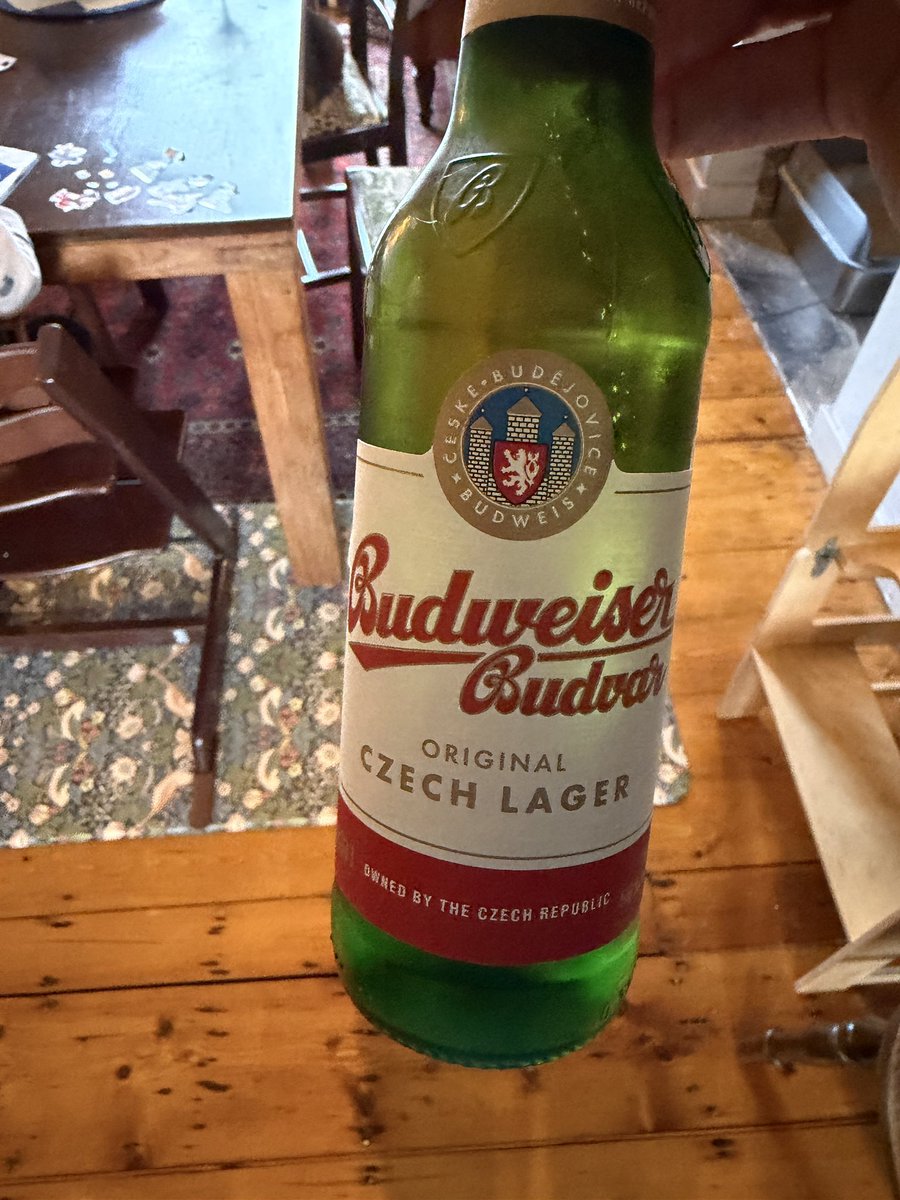 B
ČESKÉ • BUDĚJOVICE
BUDWEIS
Budweiser
Budvar
ORIGINAL
CZECH LAGER
OWNED BY THE CZECH REPUBLIC